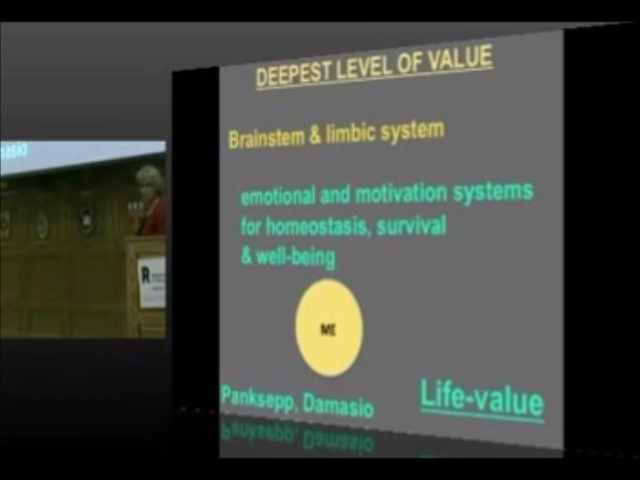 DEEPEST LEVEL OF VALUE
Brainstem & limbic system
emotional and motivation systems
for homeostasis, survival
& well-being
ME
Panksepp, Damasio
Life-value
R